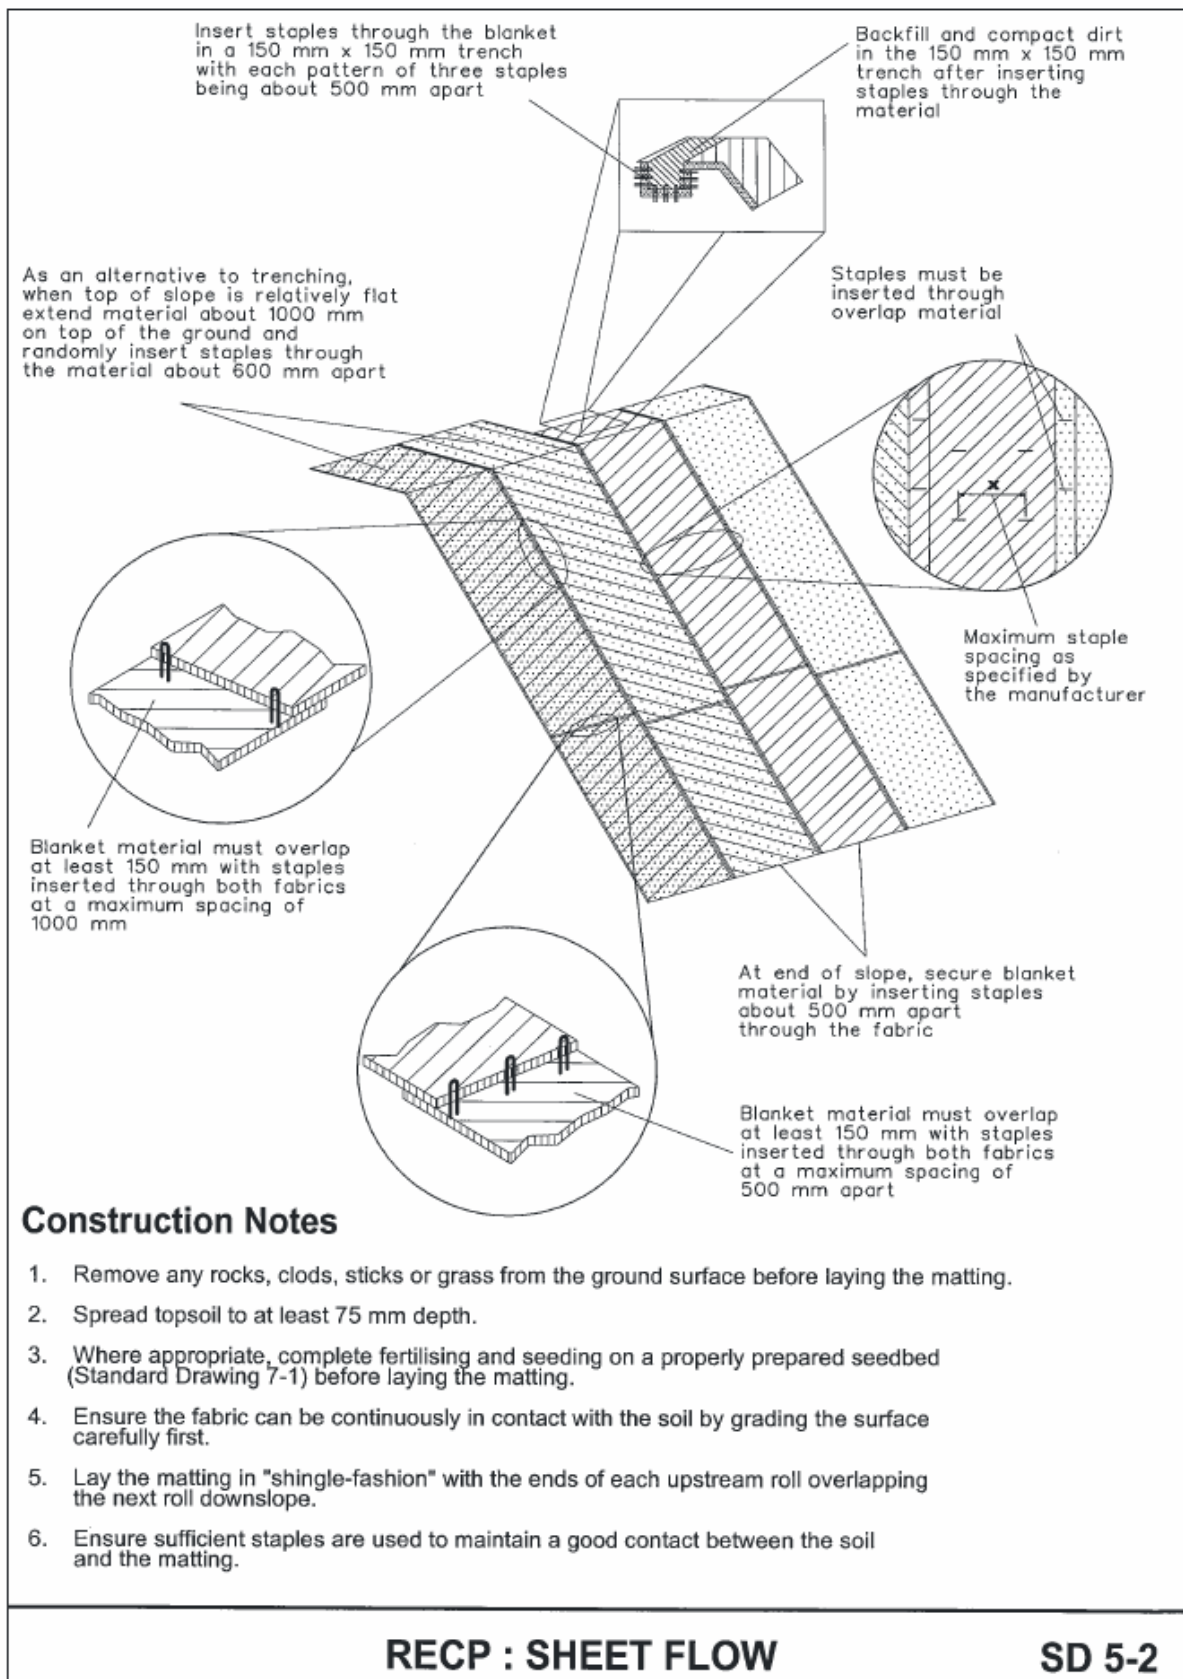 Insert staples through the blanket
in a 150 mm x 150 mm trench
with each pattern of three staples
being about 500 mm apart
Backfill and compact dirt
in the 150 mm x 150 mm
trench after inserting
staples through the
material
As an alternative to trenching,
when top of slope is relatively flat
extend material about 1000 mm
on top of the ground and
randomly insert staples through
the material about 600 mm apart
Staples must be
inserted through
overlap material
x
Maximum staple
spacing as
specified by
the manufacturer
Blanket material must overlap
at least 150 mm with staples
inserted through both fabrics
at a maximum spacing of
1000 mm
At end of slope, secure blanket
material by inserting staples
about 500 mm apart
through the fabric
Blanket material must overlap
at least 150 mm with staples
inserted through both fabrics
at a maximum spacing of
500 mm apart
Construction Notes
1. Remove any rocks, clods, sticks or grass from the ground surface before laying the matting.
2. Spread topsoil to at least 75 mm depth.
3. Where appropriate, complete fertilising and seeding on a properly prepared seedbed
(Standard Drawing 7-1) before laying the matting.
4. Ensure the fabric can be continuously in contact with the soil by grading the surface
carefully first.
5. Lay the matting in "shingle-fashion" with the ends of each upstream roll overlapping
the next roll downslope.
6. Ensure sufficient staples are used to maintain a good contact between the soil
and the matting.
RECP : SHEET FLOW SD 5-2